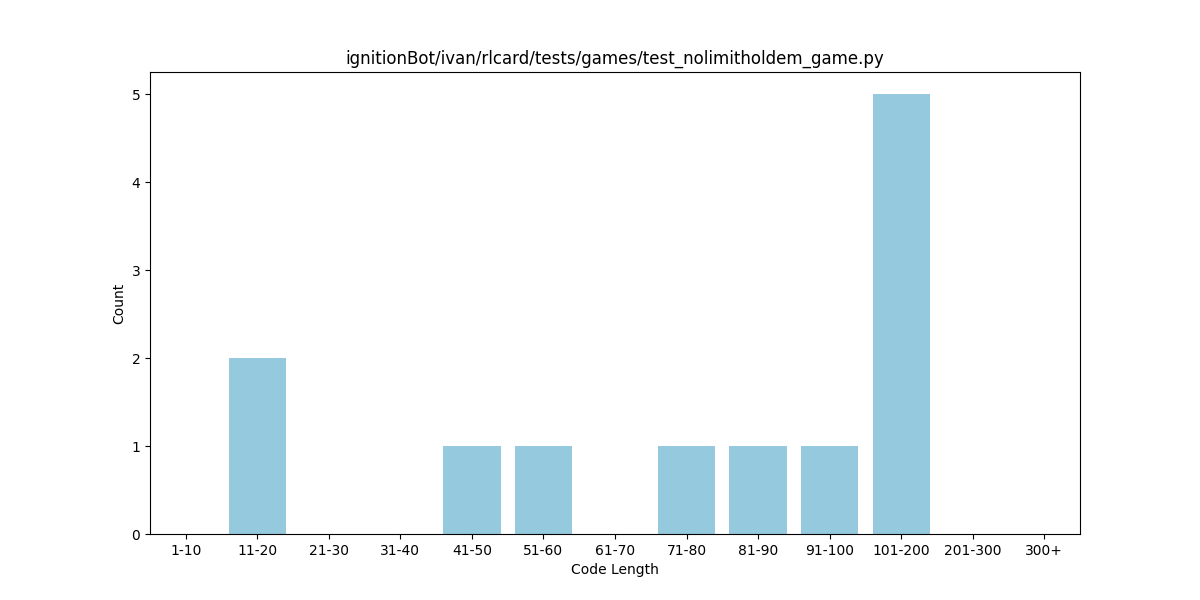 ignitionBot/ivan/rlcard/tests/games/test_nolimitholdem_game.py
5
4
3
2
1
0
Count
1-10 11-20 21-30 31-40 41-50 51-60 61-70 71-80 81-90 91-100 101-200 201-300 300+
Code Length